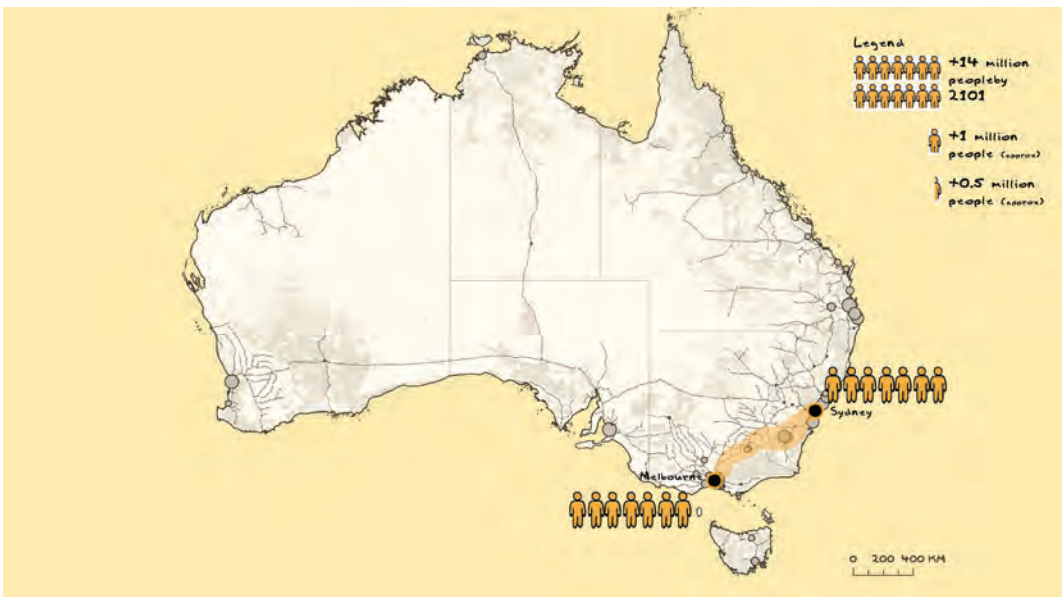 Legend
+14 million
peopleby
2101
+1 million
people (approx)
+0.5 million
people (approx)
Sydney
Melbourne
0 200 400 KM